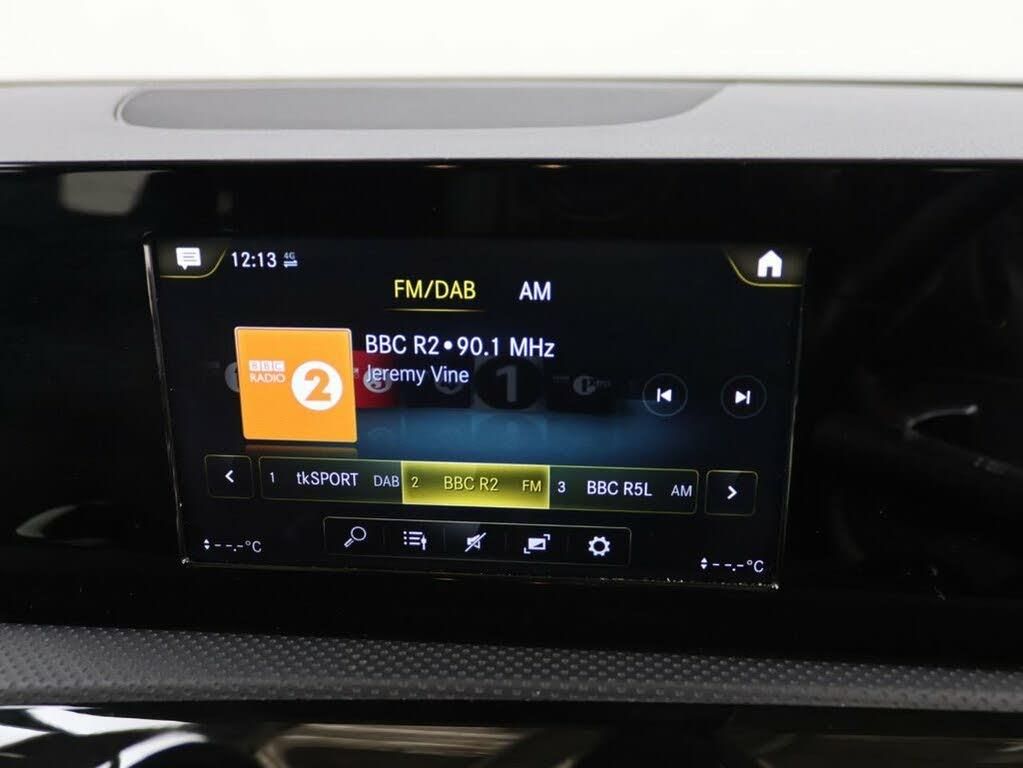 12:13 4G
FM/DAB AM
BBC R2•90.1 MHz
Jeremy Vine
BBC
RADIO 2
1
1 tkSPORT DAB 2 BBC R2 FM 3 BBC R5L AM
--.-°C
--.-°C